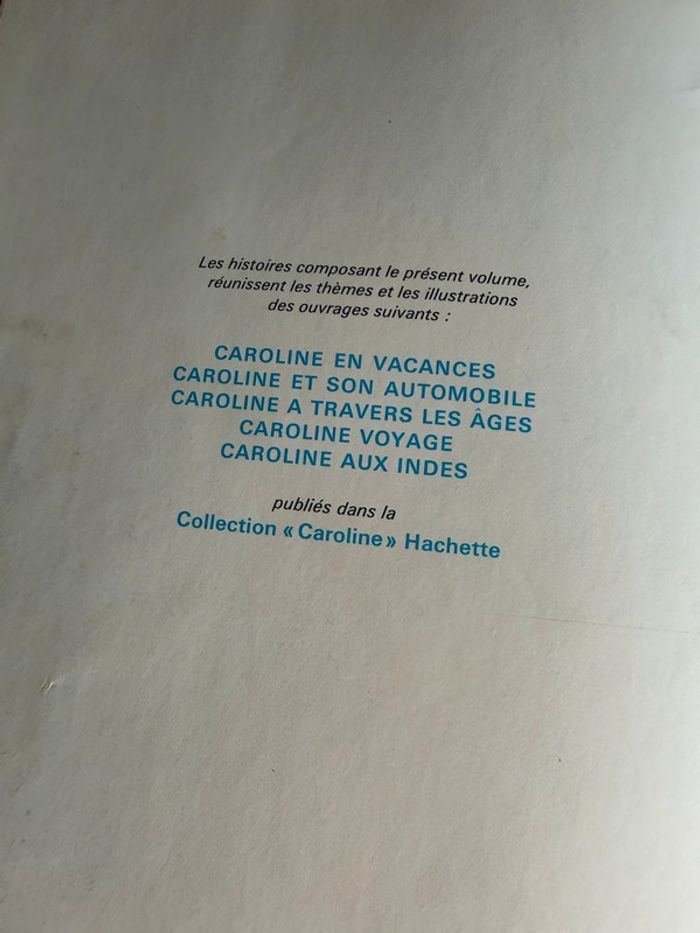 Les histoires composant le présent volume,
réunissent les thèmes et les illustrations
des ouvrages suivants :
CAROLINE EN VACANCES
CAROLINE ET SON AUTOMOBILE
CAROLINE A TRAVERS LES ÂGES
CAROLINE VOYAGE
CAROLINE AUX INDES
publiés dans la
Collection « Caroline » Hachette